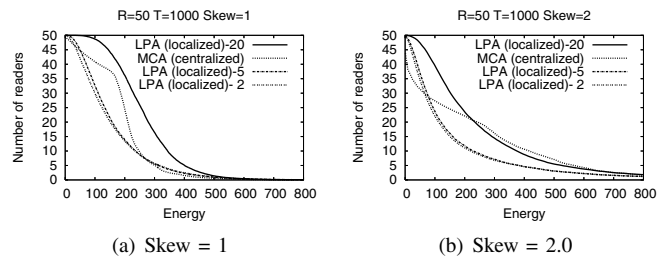 R=50 T=1000 Skew=1
50
45
40
35
30
25
20
15
10
5
0
Number of readers
LPA (localized)-20
MCA (centralized)
LPA (localized)-5
LPA (localized)- 2
0 100 200 300 400 500 600 700 800
Energy
(a) Skew = 1
R=50 T=1000 Skew=2
50
45
40
35
30
25
20
15
10
5
0
Number of readers
LPA (localized)-20
MCA (centralized)
LPA (localized)-5
LPA (localized)- 2
0 100 200 300 400 500 600 700 800
Energy
(b) Skew = 2.0